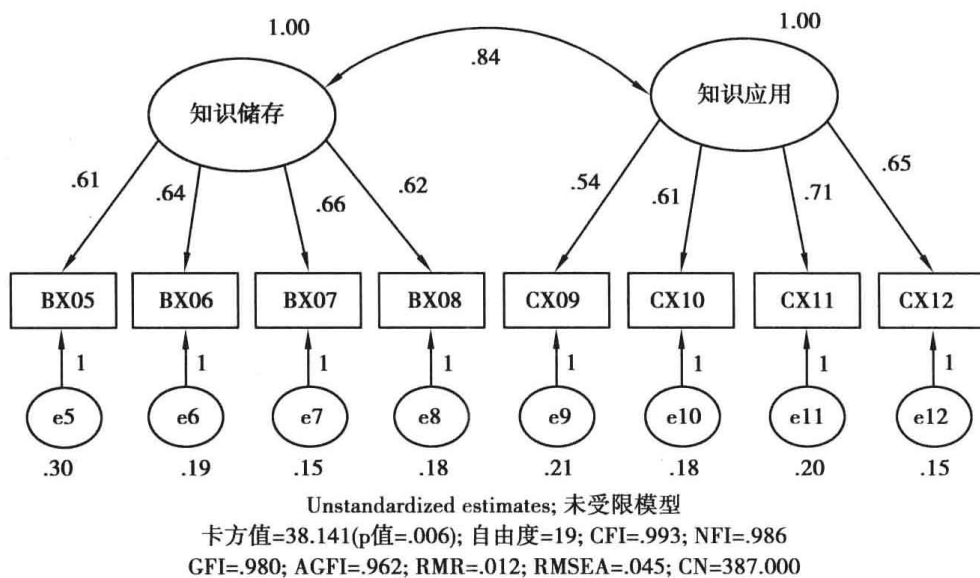 1.00 1.00
.84
知识储存 知识应用
.61 .64 .66 .62 .54 .61 .71 .65
BX05 BX06 BX07 BX08 CX09 CX10 CX11 CX12
1 1 1 1 1 1 1 1
e5 e6 e7 e8 e9 e10 e11 e12
.30 .19 .15 .18 .21 .18 .20 .15
Unstandardized estimates; 未受限模型
卡方值=38.141(p值=.006); 自由度=19; CFI=.993; NFI=.986
GFI=.980; AGFI=.962; RMR=.012; RMSEA=.045; CN=387.000